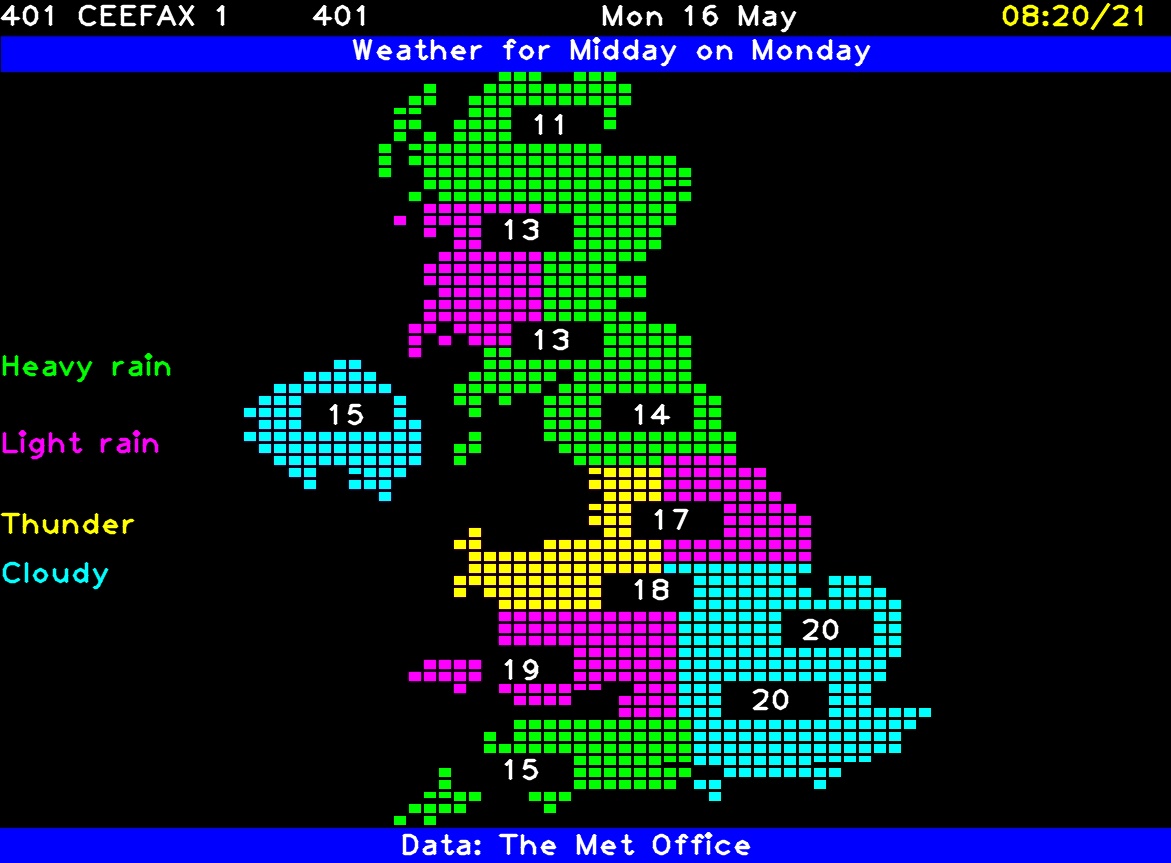 401 CEEFAX 1 401 Mon 16 May 08:20/21
Weather for Midday on Monday
11
13
13
Heavy rain
15 14
Light rain
17
Thunder
Cloudy
18
20
19
20
15
Data: The Met Office